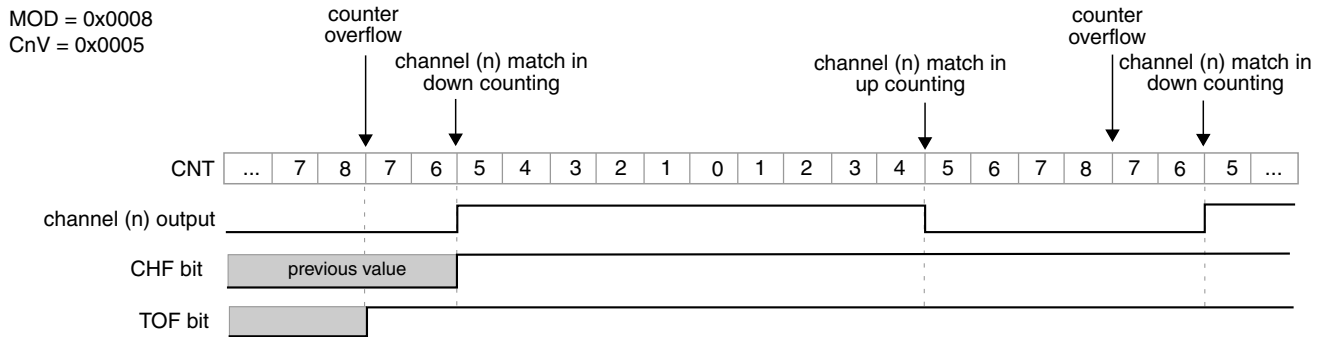 MOD = 0x0008
CnV = 0x0005
counter
overflow
channel (n) match in
down counting
channel (n) match in
up counting
counter
overflow
channel (n) match in
down counting
CNT ... 7 8 7 6 5 4 3 2 1 0 1 2 3 4 5 6 7 8 7 6 5 ...
channel (n) output
CHF bit previous value
TOF bit